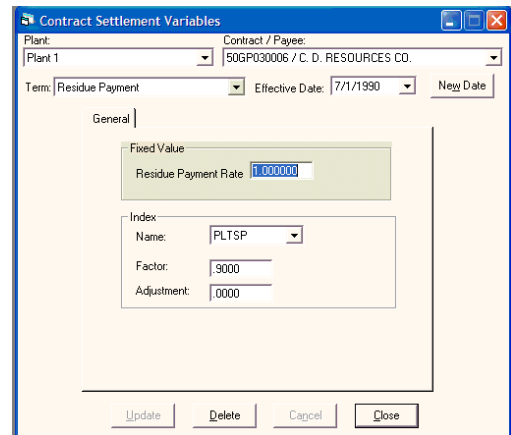 Contract Settlement Variables
Plant: Contract / Payee:
Plant 1 50GP030006 / C. D. RESOURCES CO.
Term: Residue Payment Effective Date: 7/1/1990 New Date
General
Fixed Value
Residue Payment Rate 1.000000
Index
Name: PLTSP
Factor: .9000
Adjustment: .0000
Update Delete Cancel Close